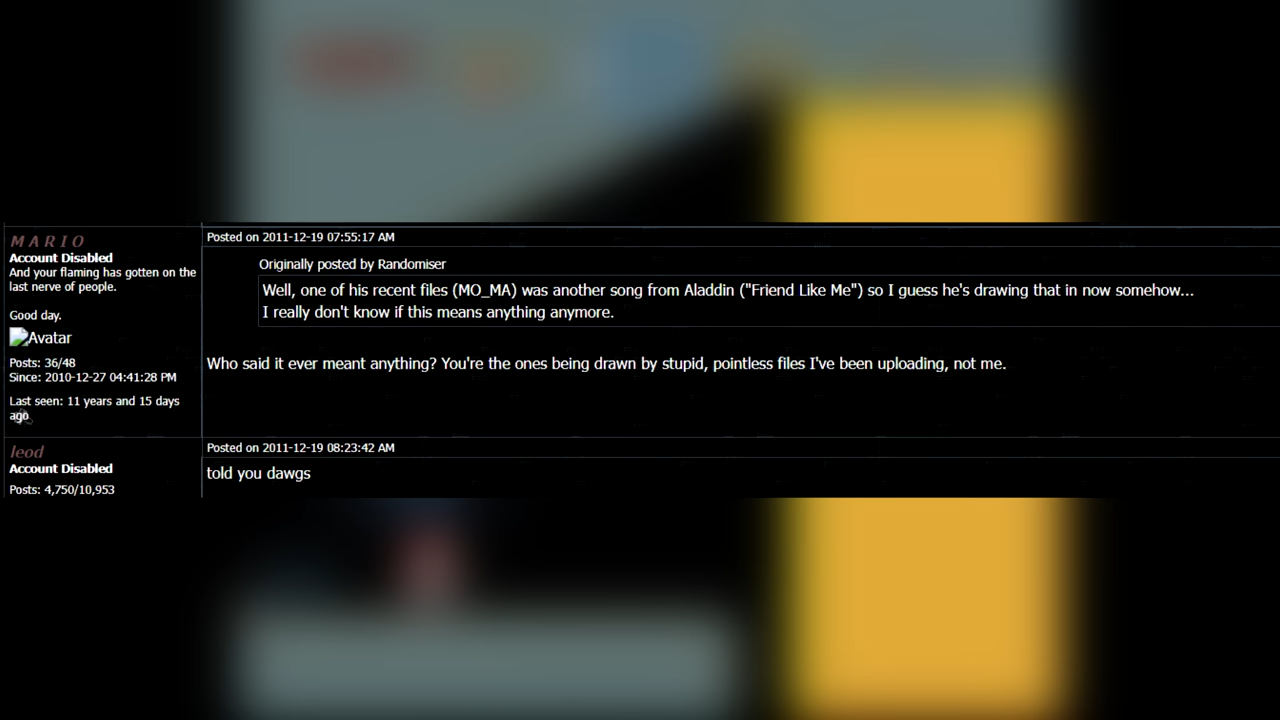 M A R I O
Account Disabled
And your flaming has gotten on the
last nerve of people.
Good day.
Avatar
Posts: 36/48
Since: 2010-12-27 04:41:28 PM
Last seen: 11 years and 15 days
ago
Posted on 2011-12-19 07:55:17 AM
Originally posted by Randomiser
Well, one of his recent files (MO_MA) was another song from Aladdin ("Friend Like Me") so I guess he's drawing that in now somehow...
I really don't know if this means anything anymore.
Who said it ever meant anything? You're the ones being drawn by stupid, pointless files I've been uploading, not me.
leod
Account Disabled
Posts: 4,750/10,953
Posted on 2011-12-19 08:23:42 AM
told you dawgs